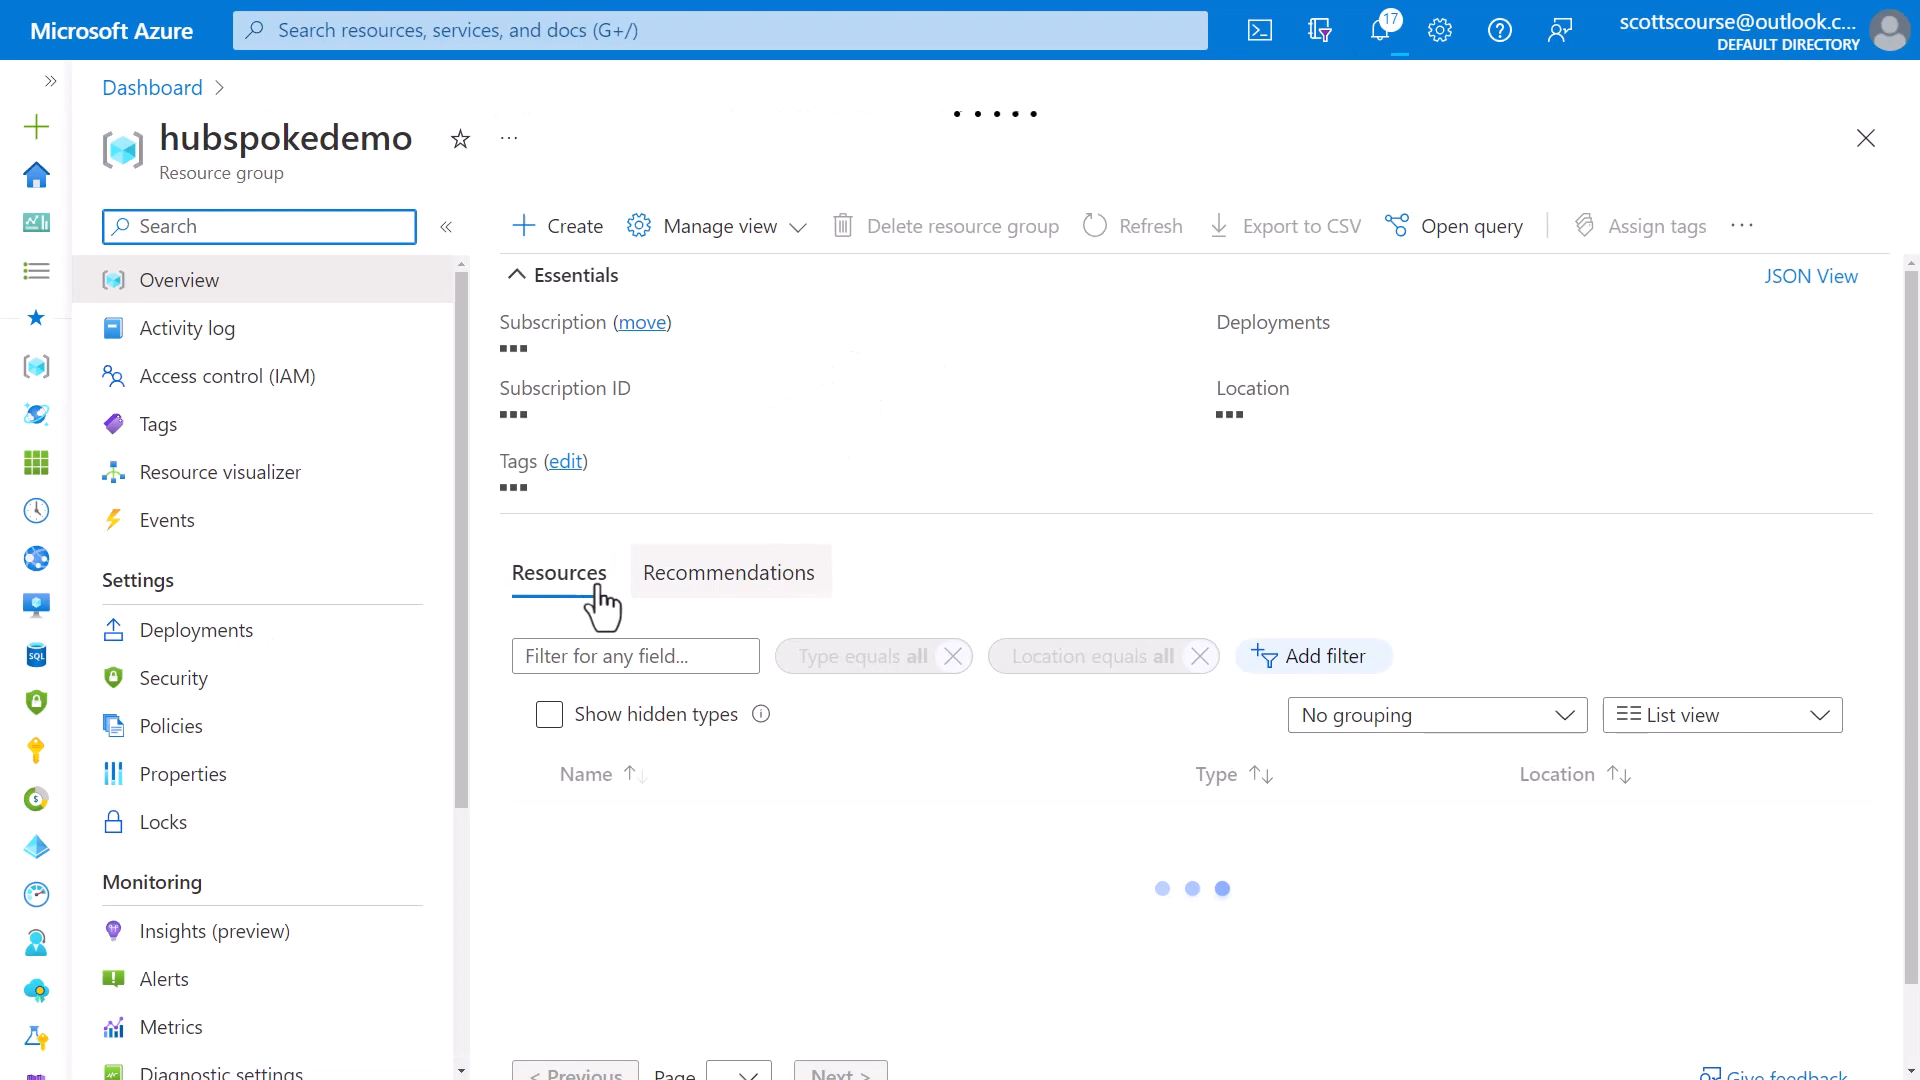 Microsoft Azure
Search resources, services, and docs (G+/)
17
scottscourse@outlook.c...
DEFAULT DIRECTORY
Dashboard
hubspokedemo
Resource group
Search
Create
Manage view
Delete resource group
Refresh
Export to CSV
Open query
Assign tags
Overview
Activity log
Access control (IAM)
Tags
Resource visualizer
Events
Settings
Deployments
Security
Policies
Properties
Locks
Monitoring
Insights (preview)
Alerts
Metrics
Diagnostic settings
Essentials
JSON View
Subscription (move)
Deployments
Subscription ID
Location
Tags (edit)
Resources
Recommendations
Filter for any field...
Type equals all
Location equals all
Add filter
Show hidden types
No grouping
List view
Name
Type
Location
SQL
< Previous
Page
Next >
Give feedback